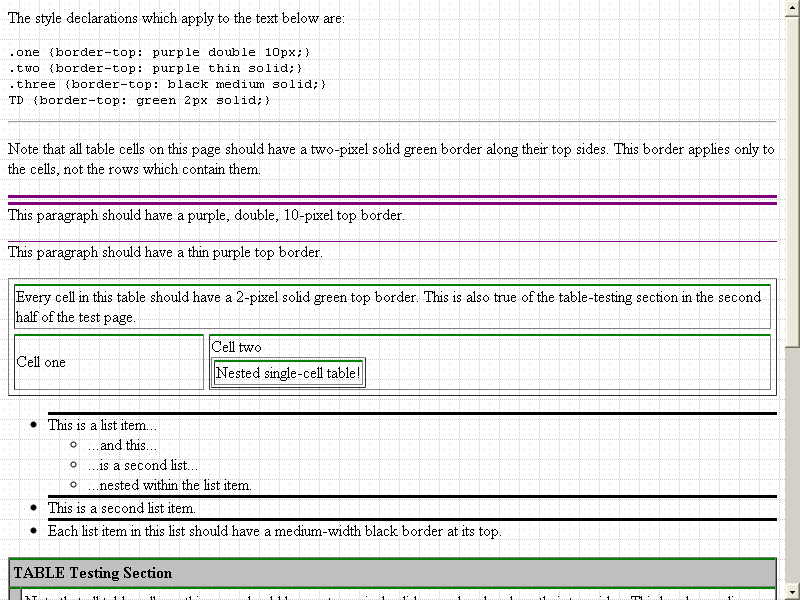 The style declarations which apply to the text below are:
.one {border-top: purple double 10px;}
.two {border-top: purple thin solid;}
.three {border-top: black medium solid;}
TD {border-top: green 2px solid;}
Note that all table cells on this page should have a two-pixel solid green border along their top sides. This border applies only to
the cells, not the rows which contain them.
This paragraph should have a purple, double, 10-pixel top border.
This paragraph should have a thin purple top border.
Every cell in this table should have a 2-pixel solid green top border. This is also true of the table-testing section in the second
half of the test page.
Cell one
Cell two
Nested single-cell table!
This is a list item...
...and this...
...is a second list...
...nested within the list item.
This is a second list item.
Each list item in this list should have a medium-width black border at its top.
TABLE Testing Section